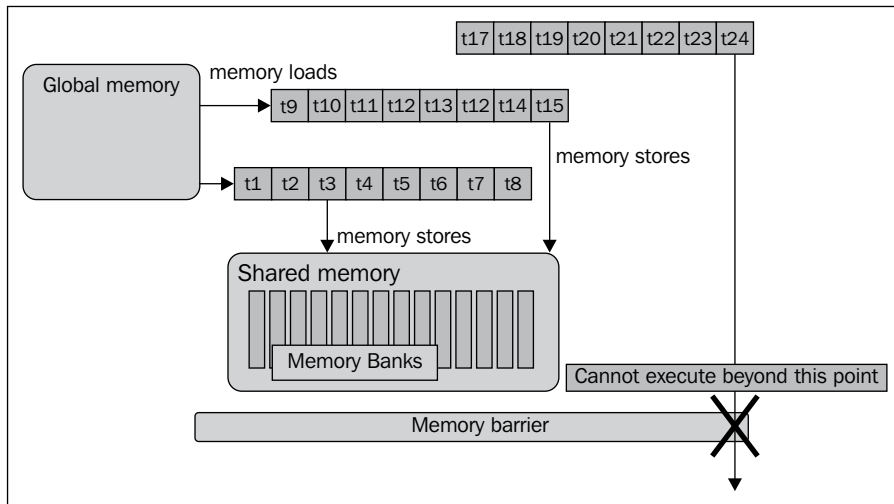 t17 t18 t19 t20 t21 t22 t23 t24
Global memory
memory loads
t9 t10 t11 t12 t13 t12 t14 t15
memory stores
t1 t2 t3 t4 t5 t6 t7 t8
memory stores
Shared memory
Memory Banks
Cannot execute beyond this point
Memory barrier